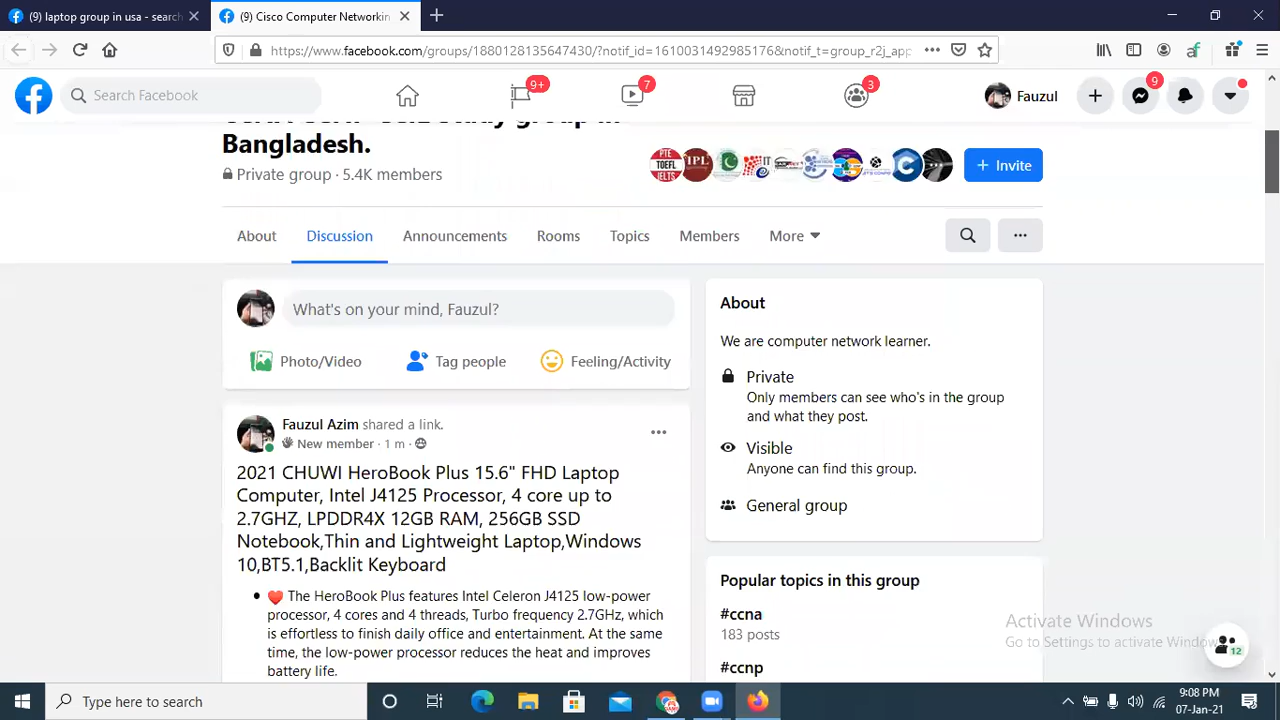 (9) laptop group in usa - search
(9) Cisco Computer Networkin
https://www.facebook.com/groups/1880128135647430/?notif_id=1610031492985176&notif_t=group_r2j_app
Search Facebook
9+
7
3
Fauzul
9
Bangladesh.
Private group · 5.4K members
PTE
TOEFL
IELTS
IPL
IT
C
+ Invite
About
Discussion
Announcements
Rooms
Topics
Members
More
What's on your mind, Fauzul?
Photo/Video
Tag people
Feeling/Activity
Fauzul Azim shared a link.
New member · 1 m ·
2021 CHUWI HeroBook Plus 15.6" FHD Laptop
Computer, Intel J4125 Processor, 4 core up to
2.7GHZ, LPDDR4X 12GB RAM, 256GB SSD
Notebook,Thin and Lightweight Laptop,Windows
10,BT5.1,Backlit Keyboard
• ❤️ The HeroBook Plus features Intel Celeron J4125 low-power
processor, 4 cores and 4 threads, Turbo frequency 2.7GHz, which
is effortless to finish daily office and entertainment. At the same
time, the low-power processor reduces the heat and improves
battery life.
About
We are computer network learner.
Private
Only members can see who's in the group
and what they post.
Visible
Anyone can find this group.
General group
Popular topics in this group
#ccna
183 posts
#ccnp
Activate Windows
Go to Settings to activate Windows
12
Type here to search
9:08 PM
07-Jan-21